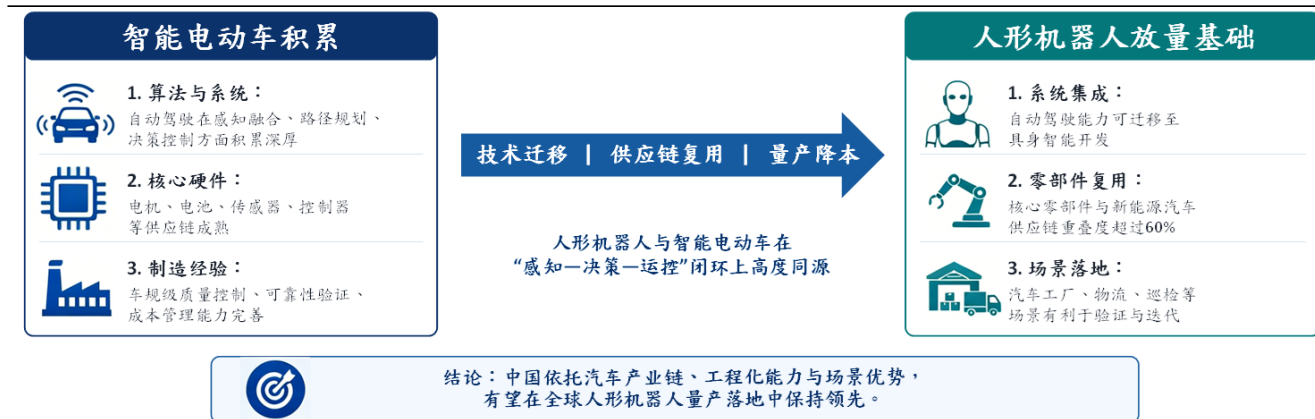 智能电动车积累
1. 算法与系统：
自动驾驶在感知融合、路径规划、
决策控制方面积累深厚
2. 核心硬件：
电机、电池、传感器、控制器
等供应链成熟
3. 制造经验：
车规级质量控制、可靠性验证、
成本管理能力完善
技术迁移 | 供应链复用 | 量产降本
人形机器人与智能电动车在
“感知—决策—运控”闭环上高度同源
人形机器人放量基础
1. 系统集成：
自动驾驶能力可迁移至
具身智能开发
2. 零部件复用：
核心零部件与新能源汽车
供应链重叠度超过60%
3. 场景落地：
汽车工厂、物流、巡检等
场景有利于验证与迭代
结论：中国依托汽车产业链、工程化能力与场景优势，
有望在全球人形机器人量产落地中保持领先。